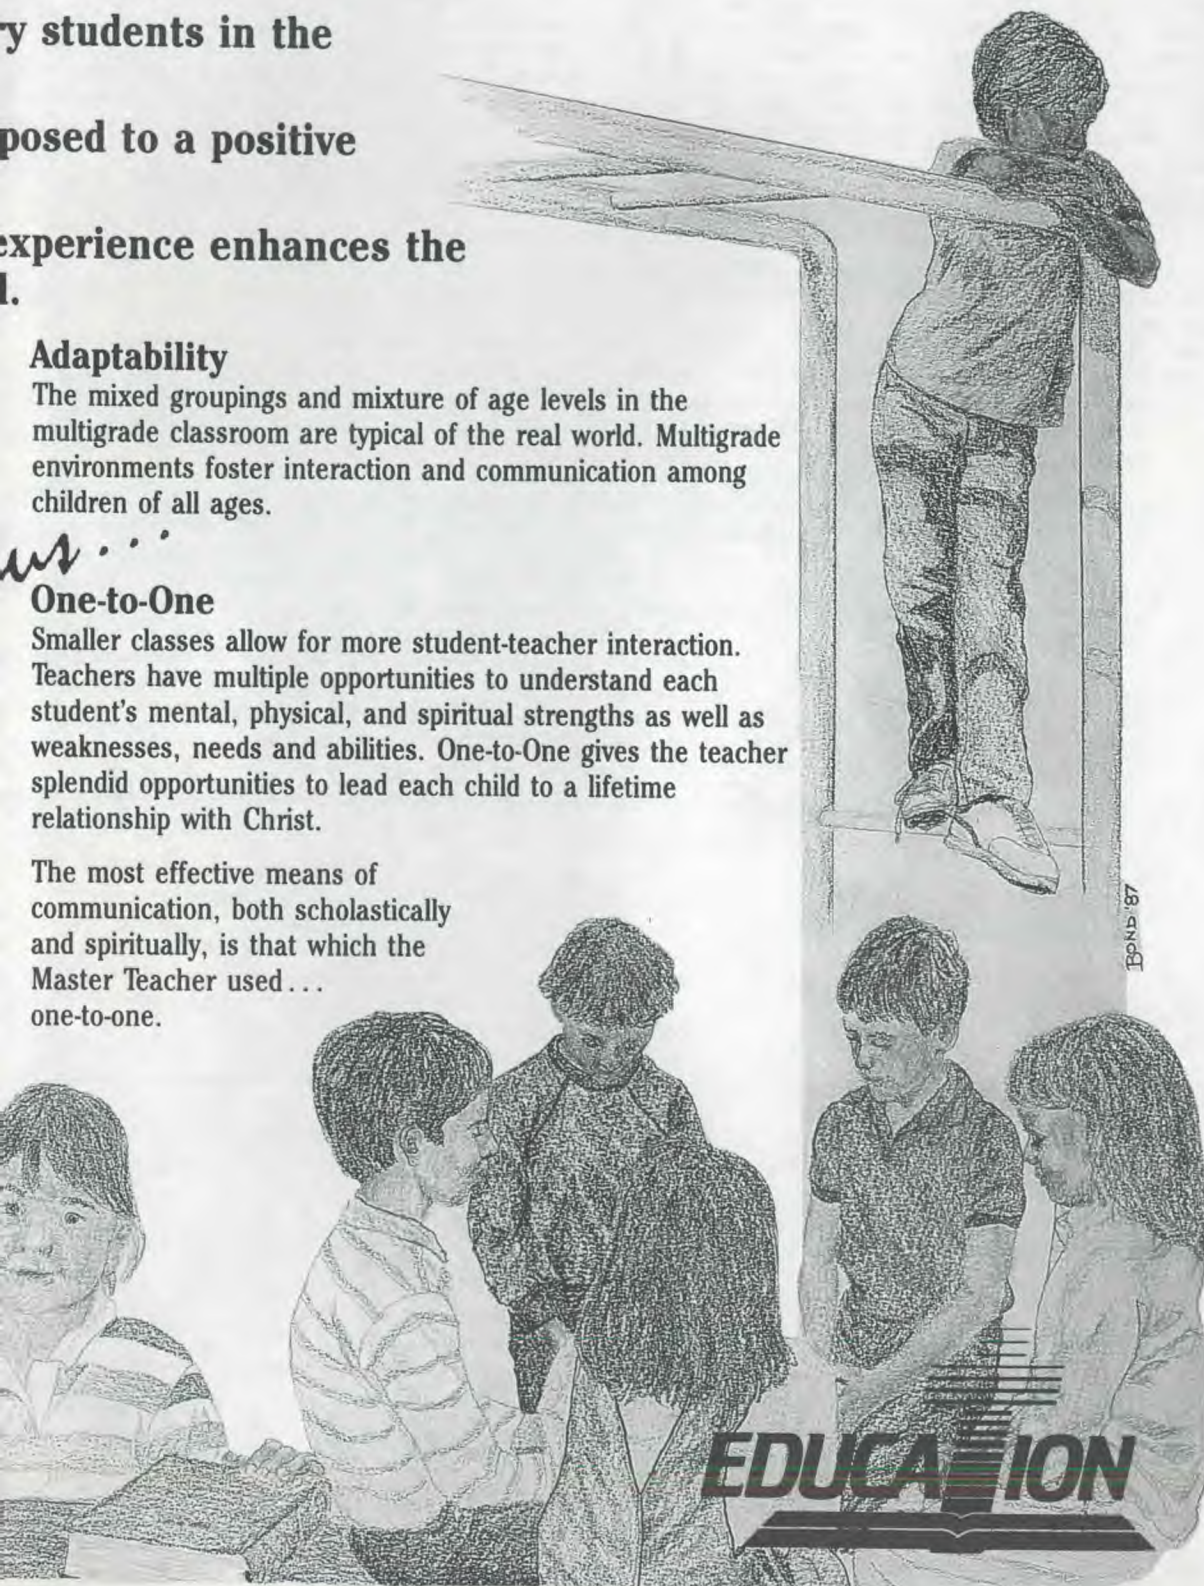 y students in the
posed to a positive
experience enhances the
l.
Adaptability
The mixed groupings and mixture of age levels in the
multigrade classroom are typical of the real world. Multigrade
environments foster interaction and communication among
children of all ages.
One-to-One
Smaller classes allow for more student-teacher interaction.
Teachers have multiple opportunities to understand each
student's mental, physical, and spiritual strengths as well as
weaknesses, needs and abilities. One-to-One gives the teacher
splendid opportunities to lead each child to a lifetime
relationship with Christ.
The most effective means of
communication, both scholastically
and spiritually, is that which the
Master Teacher used...
one-to-one.
BOND '87
EDUCATION